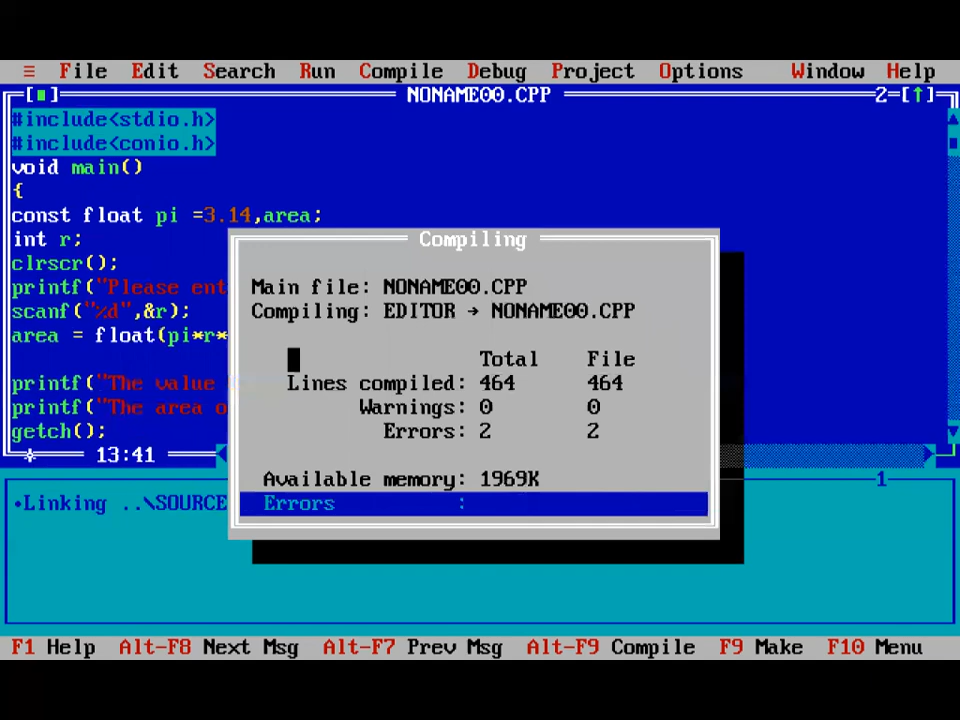 ≡ File Edit Search Run Compile Debug Project Options Window Help
[■] NONAME00.CPP 2=[↑]
#include<stdio.h>
#include<conio.h>
void main()
{
const float pi =3.14,area;
int r;
clrscr();
printf("Please ent
scanf("%d",&r);
area = float(pi*r*
printf("The value
printf("The area o
getch();
13:41
Compiling
Main file: NONAME00.CPP
Compiling: EDITOR → NONAME00.CPP
Total File
Lines compiled: 464 464
Warnings: 0 0
Errors: 2 2
Available memory: 1969K
Errors :
1
•Linking ..\SOURCE
F1 Help Alt-F8 Next Msg Alt-F7 Prev Msg Alt-F9 Compile F9 Make F10 Menu